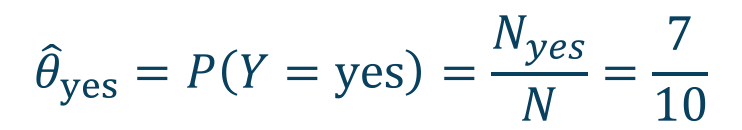 θ̂_yes = P(Y = yes) = N_yes / N = 7 / 10